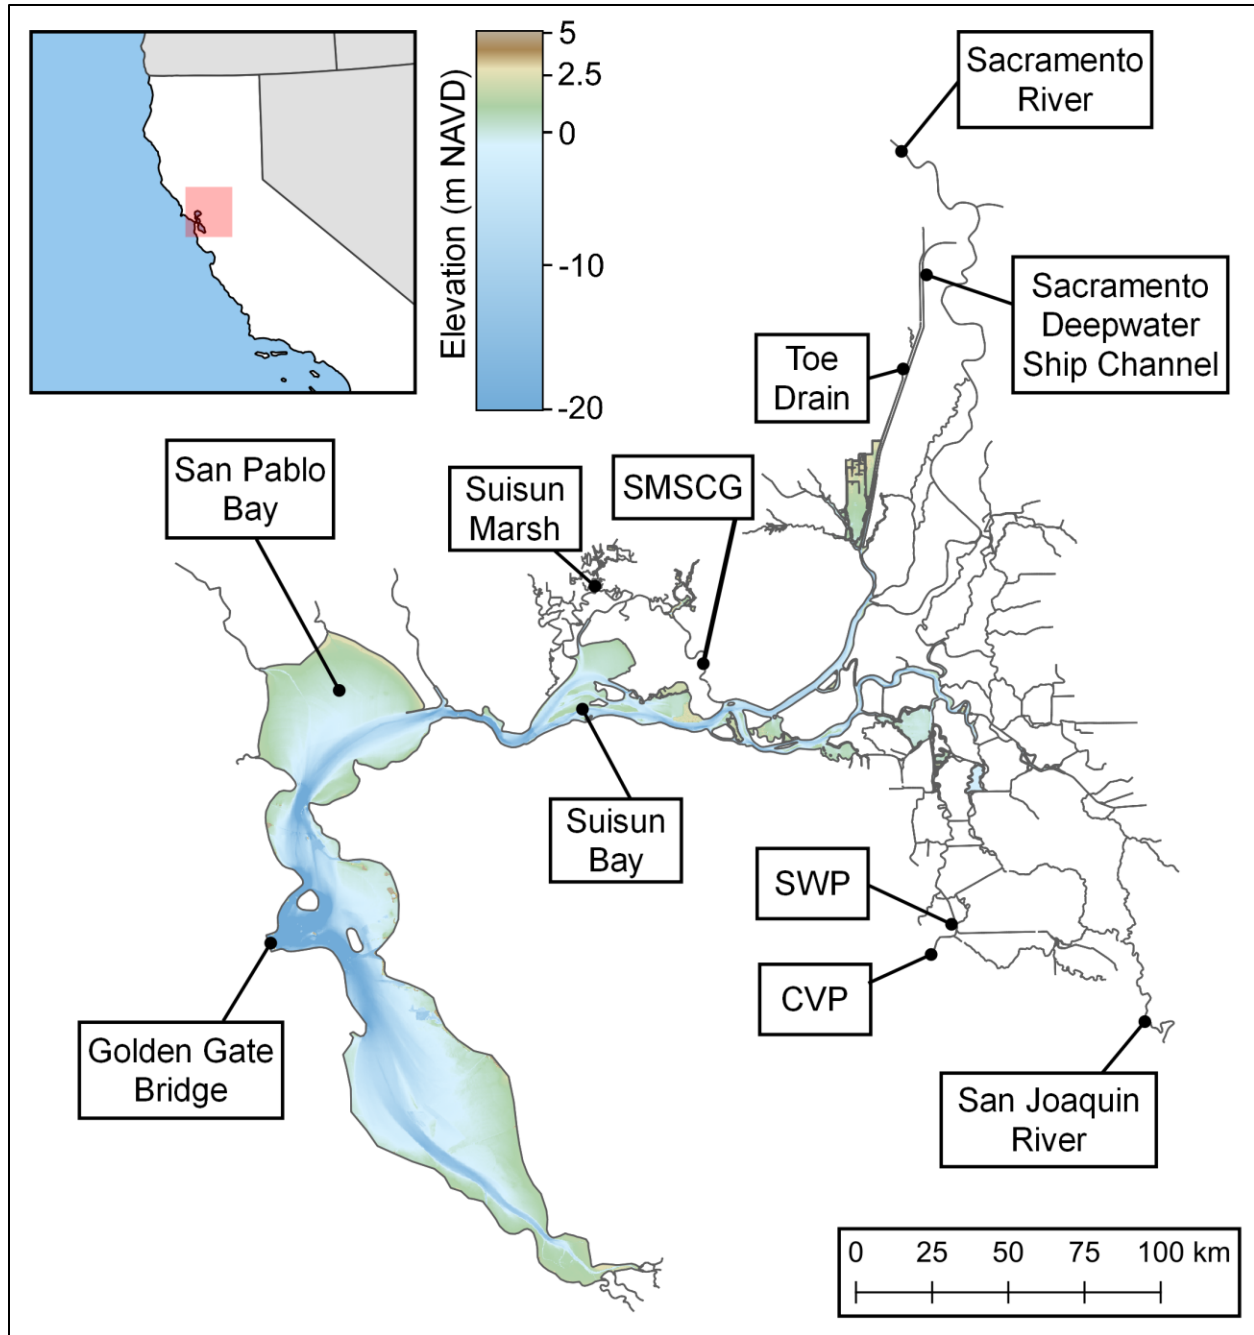 Elevation (m NAVD)
5
2.5
0
-10
-20
Sacramento
River
Sacramento
Deepwater
Ship Channel
Toe
Drain
San Pablo
Bay
Suisun
Marsh
SMSCG
Suisun
Bay
SWP
CVP
Golden Gate
Bridge
San Joaquin
River
0 25 50 75 100 km